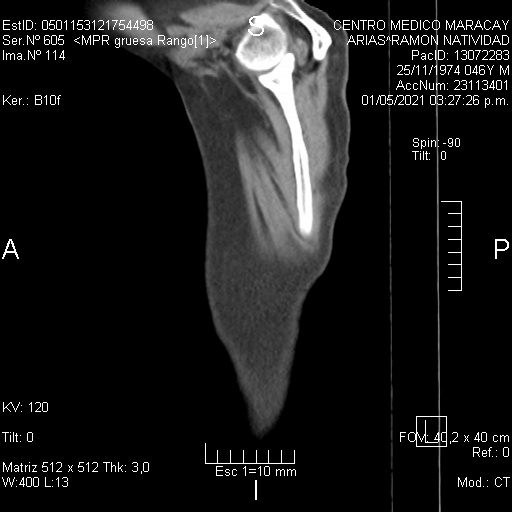 EstID: 0501153121754498
Ser.Nº 605 <MPR gruesa Rango[1]>
Ima.Nº 114
Ker.: B10f
S
CENTRO MEDICO MARACAY
ARIAS^RAMON NATIVIDAD
PacID: 13072283
25/11/1974 046Y M
AccNum: 23113401
01/05/2021 03:27:26 p.m.
Spin: -90
Tilt: 0
A
P
KV: 120
Tilt: 0
Matriz 512 x 512 Thk: 3,0
W:400 L:13
Esc 1=10 mm
I
FOV: 40,2 x 40 cm
Ref.: 0
Mod.: CT